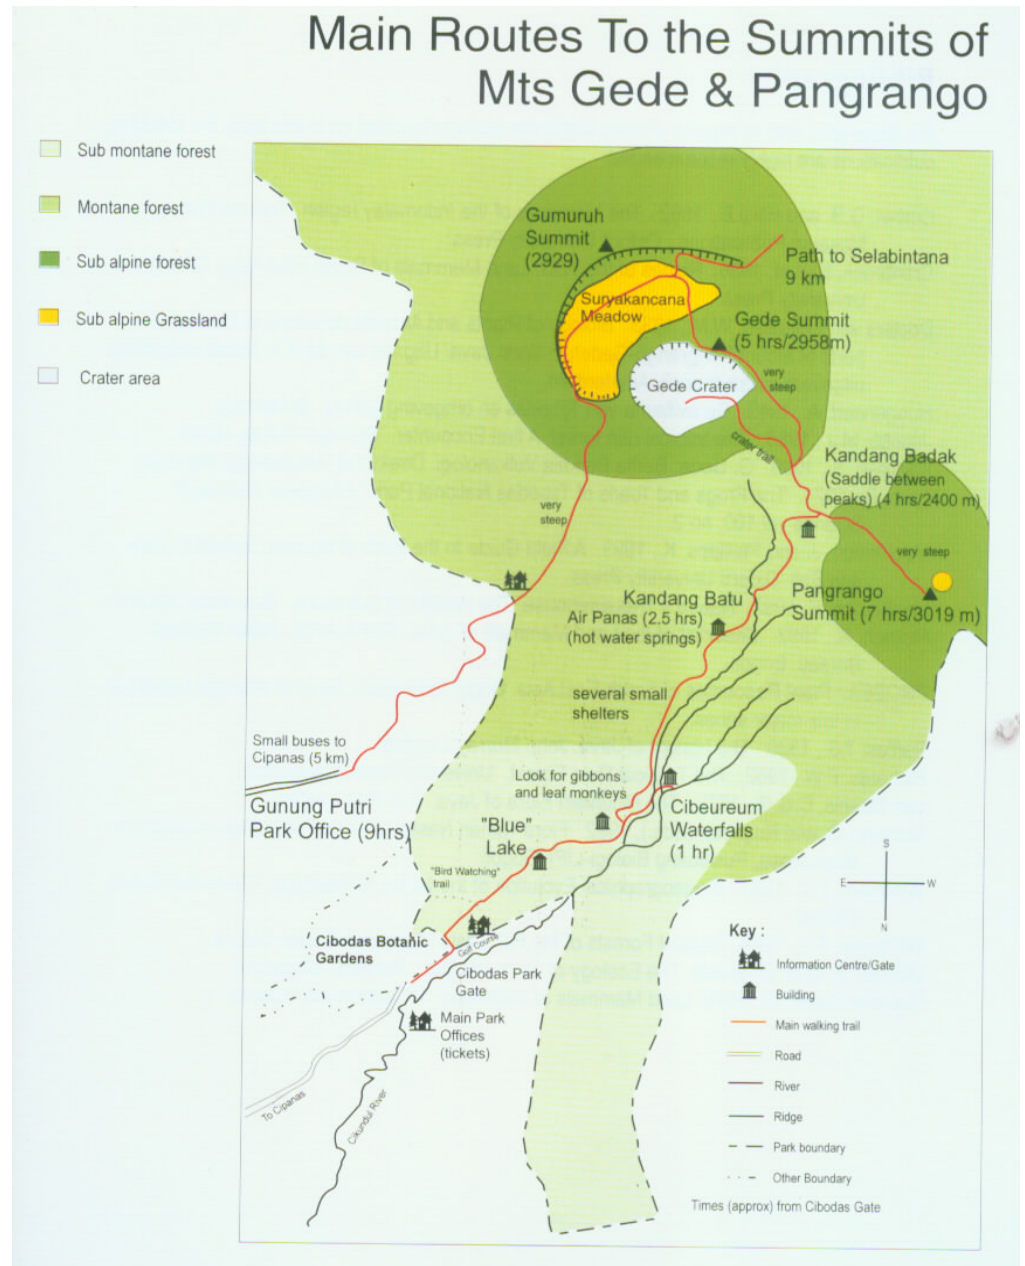 Main Routes To the Summits of
Mts Gede & Pangrango
Sub montane forest
Montane forest
Sub alpine forest
Sub alpine Grassland
Crater area
Gumuruh
Summit
(2929)
Path to Selabintana
9 km
Suryakancana
Meadow
Gede Summit
(5 hrs/2958m)
very
steep
Gede Crater
crater trail
Kandang Badak
(Saddle between
peaks) (4 hrs/2400 m)
very
steep
very steep
Pangrango
Summit (7 hrs/3019 m)
Kandang Batu
Air Panas (2.5 hrs)
(hot water springs)
several small
shelters
Small buses to
Cipanas (5 km)
Gunung Putri
Park Office (9hrs)
Look for gibbons
and leaf monkeys
"Blue"
Lake
Cibeureum
Waterfalls
(1 hr)
"Bird Watching"
trail
Cibodas Botanic
Gardens
Golf Course
Cibodas Park
Gate
Main Park
Offices
(tickets)
To Cipanas
Cikundul River
S
E
W
N
Key :
Information Centre/Gate
Building
Main walking trail
Road
River
Ridge
Park boundary
Other Boundary
Times (approx) from Cibodas Gate